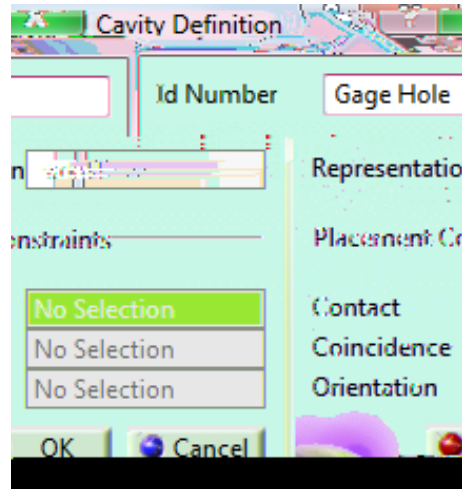 Cavity Definition
Id Number Gage Hole
n Representatio
onstraints Placement Co
No Selection Contact
No Selection Coincidence
No Selection Orientation
OK Cancel